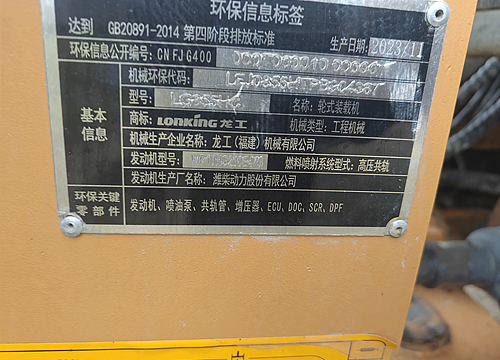 环保信息标签
达到 GB20891-2014 第四阶段排放标准
生产日期 2023.11
环保信息公开编号: CN FJ G400
机械环保代码:
型号:
名称: 轮式装载机
基本信息
商标: LONKING 龙工
机械类型: 工程机械
机械生产企业名称: 龙工（福建）机械有限公司
发动机型号:
燃料喷射系统型式: 高压共轨
发动机生产厂名称: 潍柴动力股份有限公司
环保关键零部件
发动机、喷油泵、共轨管、增压器、ECU、DOC、SCR、DPF